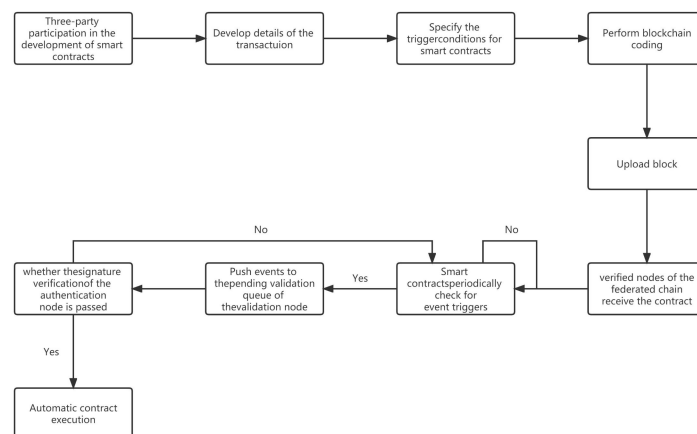 Three-party
participation in the
development of smart
contracts
Develop details of the
transactuion
Specify the
triggerconditions for
smart contracts
Perform blockchain
coding
Upload block
No
No
whether thesignature
verificationof the
authentication
node is passed
Push events to
thepending validation
queue of
thevalidation node
Yes
Smart
contractsperiodically
check for
event triggers
verified nodes of the
federated chain
receive the contract
Yes
Automatic contract
execution